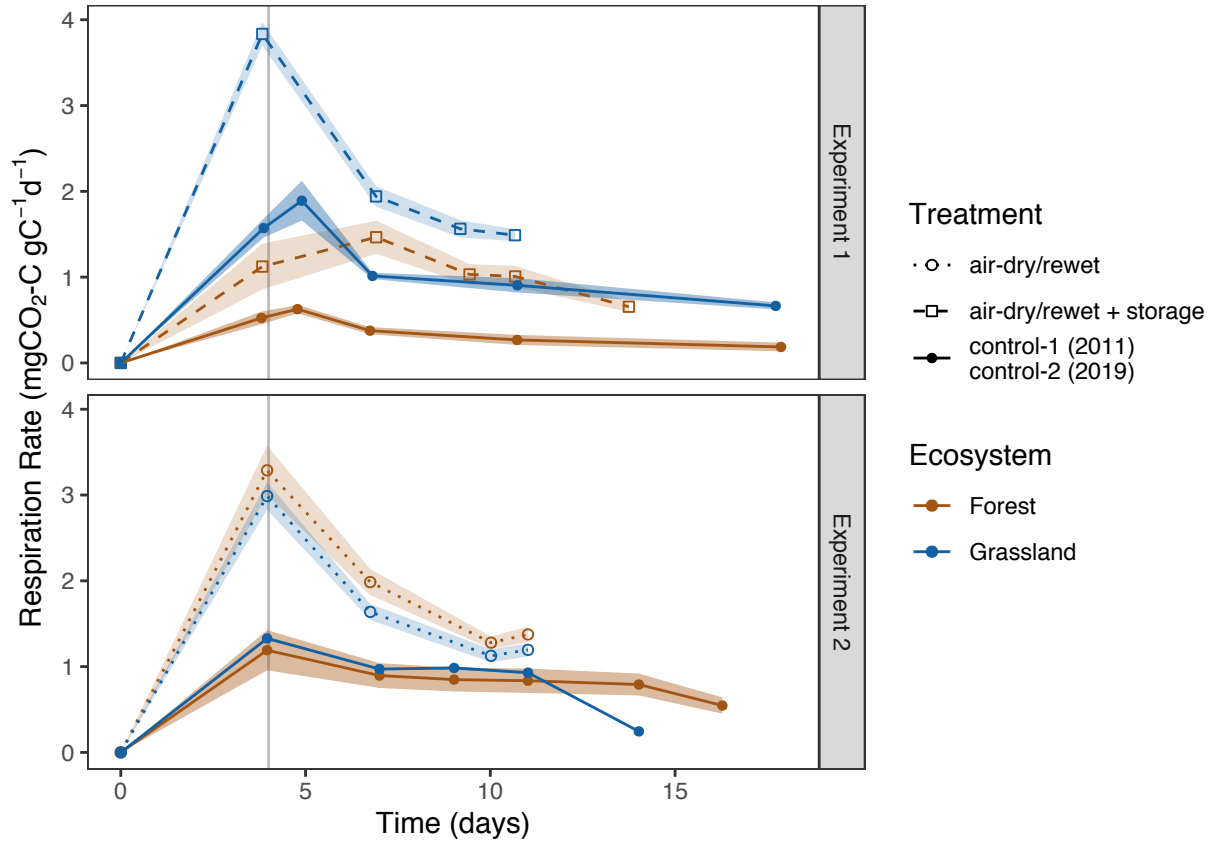 4
3
2
1
0
Experiment 1
4
3
2
1
0
Experiment 2
0
5
10
15
Time (days)
Respiration Rate (mgCO₂-C gC⁻¹d⁻¹)
Treatment
air-dry/rewet
air-dry/rewet + storage
control-1 (2011)
control-2 (2019)
Ecosystem
Forest
Grassland